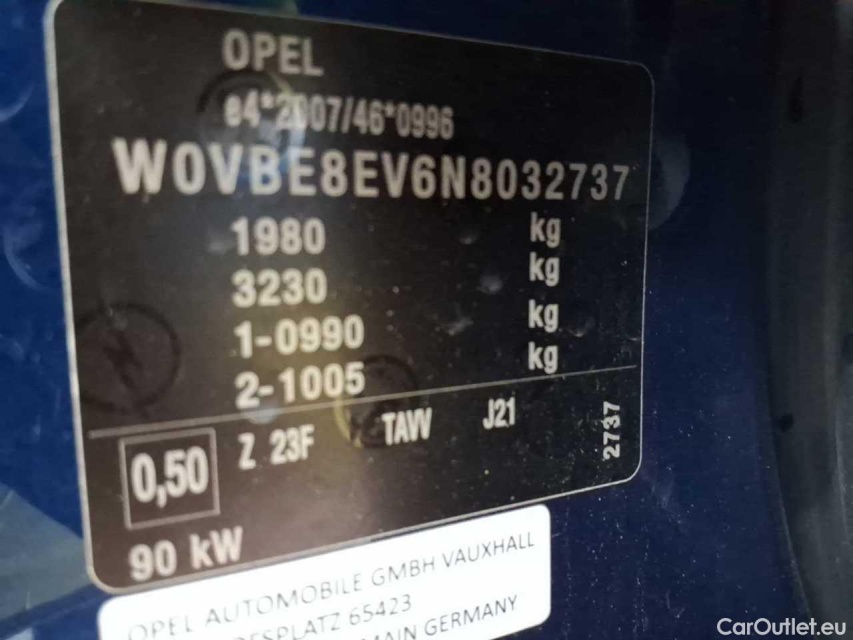 OPEL
e4*2007/46*0996
W0VBE8EV6N8032737
1980 kg
3230 kg
1-0990 kg
2-1005 kg
0,50 Z 23F TAW J21 2737
90 kW
OPEL AUTOMOBILE GMBH VAUXHALL
65423
MAIN GERMANY
CarOutlet.eu